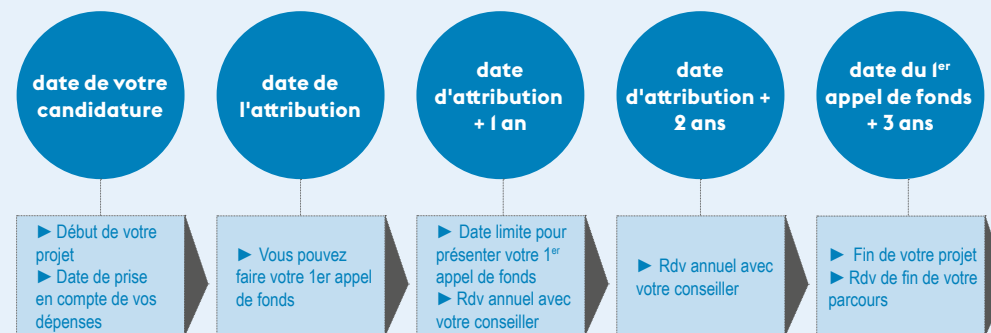 date de votre
candidature
date de
l'attribution
date
d'attribution
+ 1 an
date
d'attribution +
2 ans
date du 1er
appel de fonds
+ 3 ans
► Début de votre
projet
► Date de prise
en compte de vos
dépenses
► Vous pouvez
faire votre 1er appel
de fonds
► Date limite pour
présenter votre 1er
appel de fonds
► Rdv annuel avec
votre conseiller
► Rdv annuel avec
votre conseiller
► Fin de votre projet
► Rdv de fin de votre
parcours